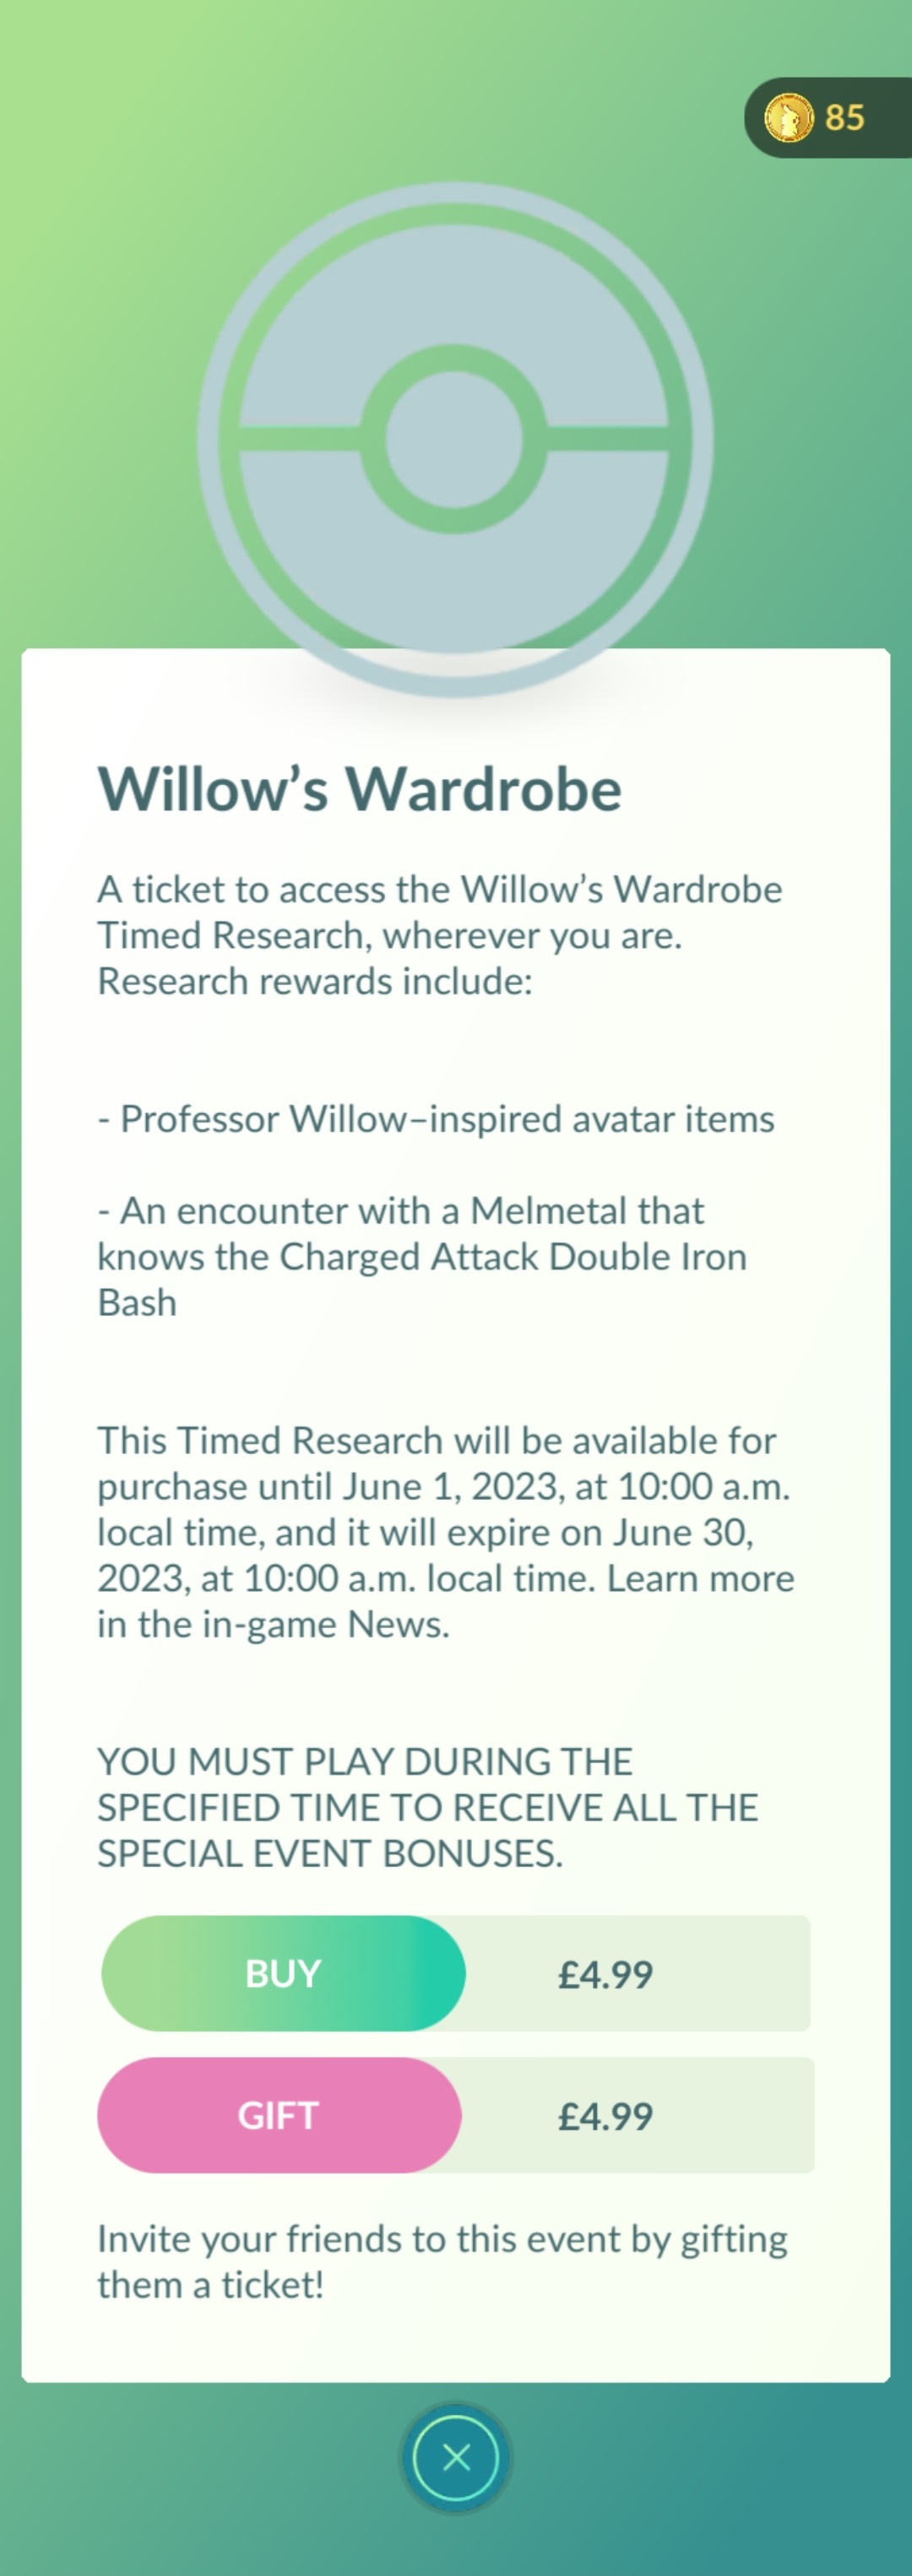 85
Willow’s Wardrobe
A ticket to access the Willow’s Wardrobe
Timed Research, wherever you are.
Research rewards include:
- Professor Willow–inspired avatar items
- An encounter with a Melmetal that
knows the Charged Attack Double Iron
Bash
This Timed Research will be available for
purchase until June 1, 2023, at 10:00 a.m.
local time, and it will expire on June 30,
2023, at 10:00 a.m. local time. Learn more
in the in-game News.
YOU MUST PLAY DURING THE
SPECIFIED TIME TO RECEIVE ALL THE
SPECIAL EVENT BONUSES.
BUY £4.99
GIFT £4.99
Invite your friends to this event by gifting
them a ticket!